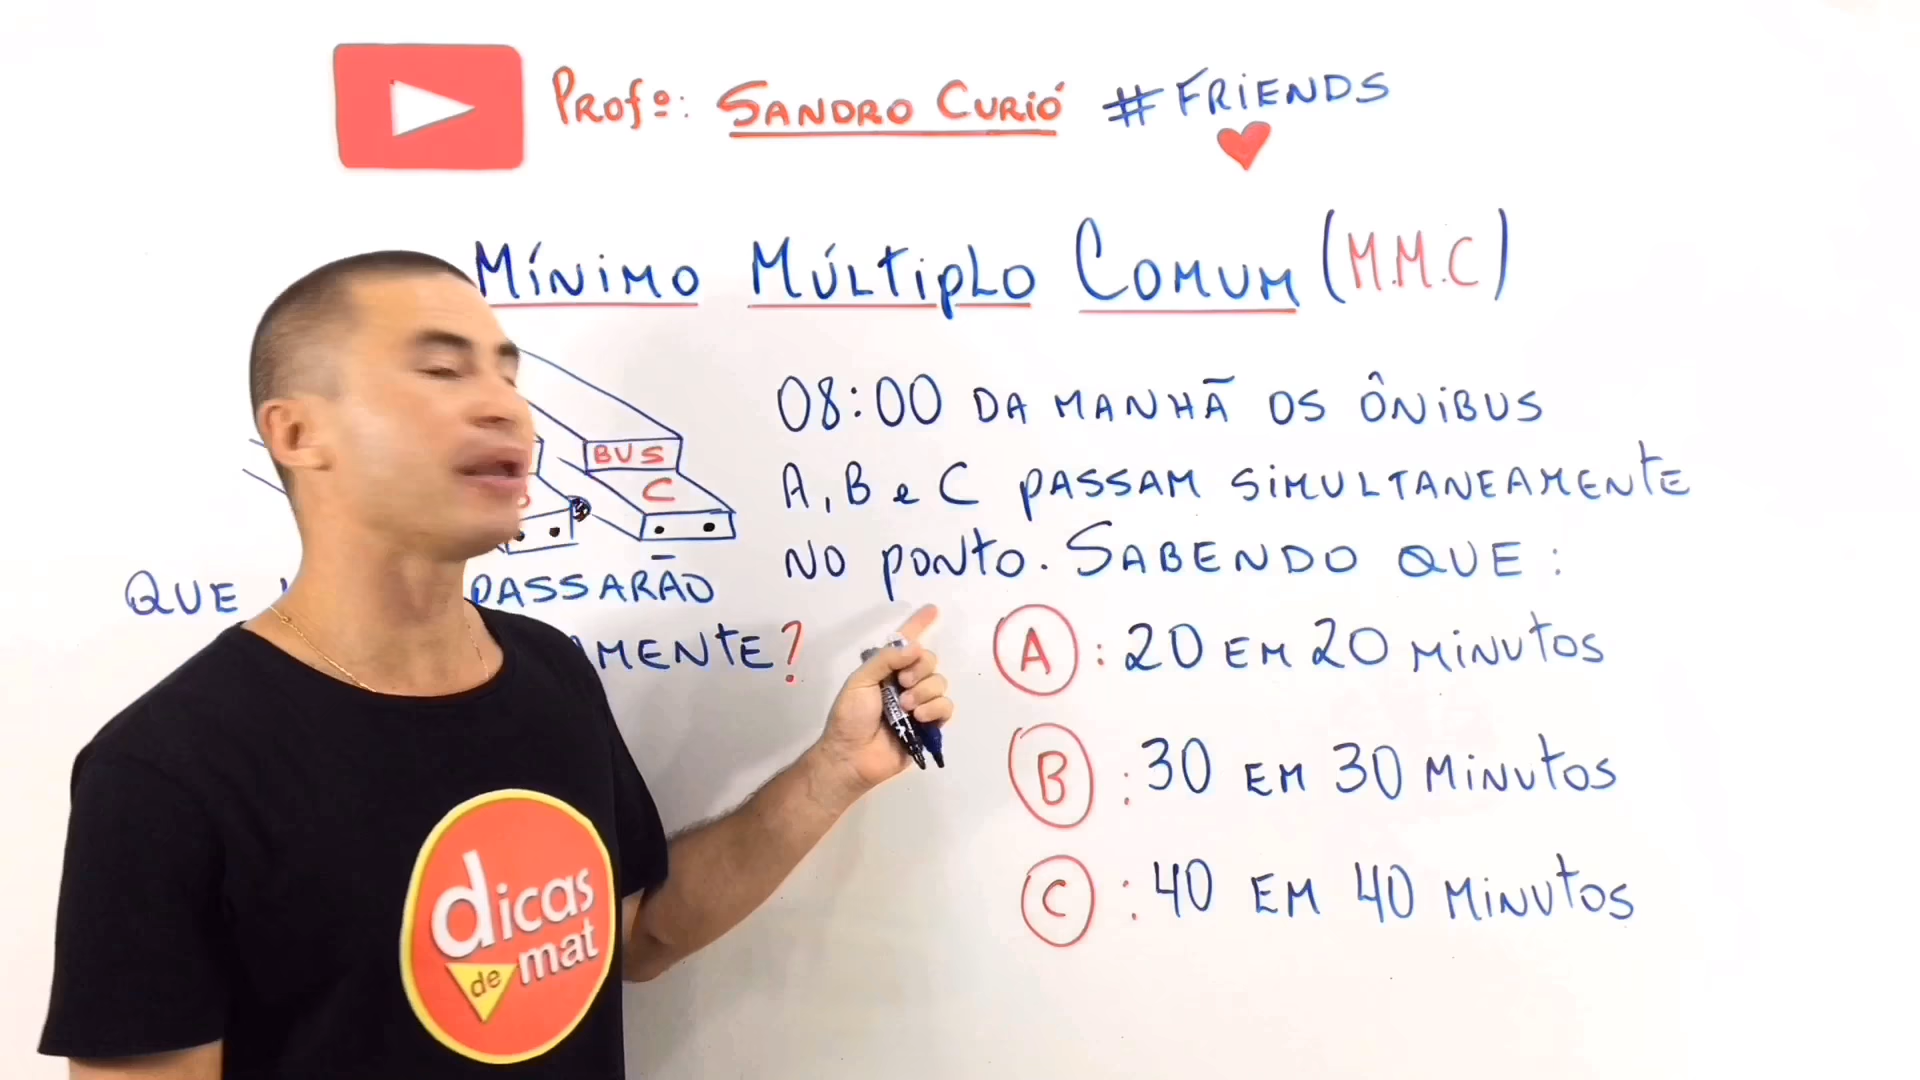 Profº: SANDRO CURIÓ #FRIENDS
MÍNIMO MÚLTIPLO COMUM (M.M.C)
08:00 DA MANHÃ OS ÔNIBUS
A, B e C PASSAM SIMULTANEAMENTE
NO PONTO. SABENDO QUE:
A : 20 EM 20 MINUTOS
B : 30 EM 30 MINUTOS
C : 40 EM 40 MINUTOS
BUS
C
QUE PASSARÃO
?
dicas
de mat